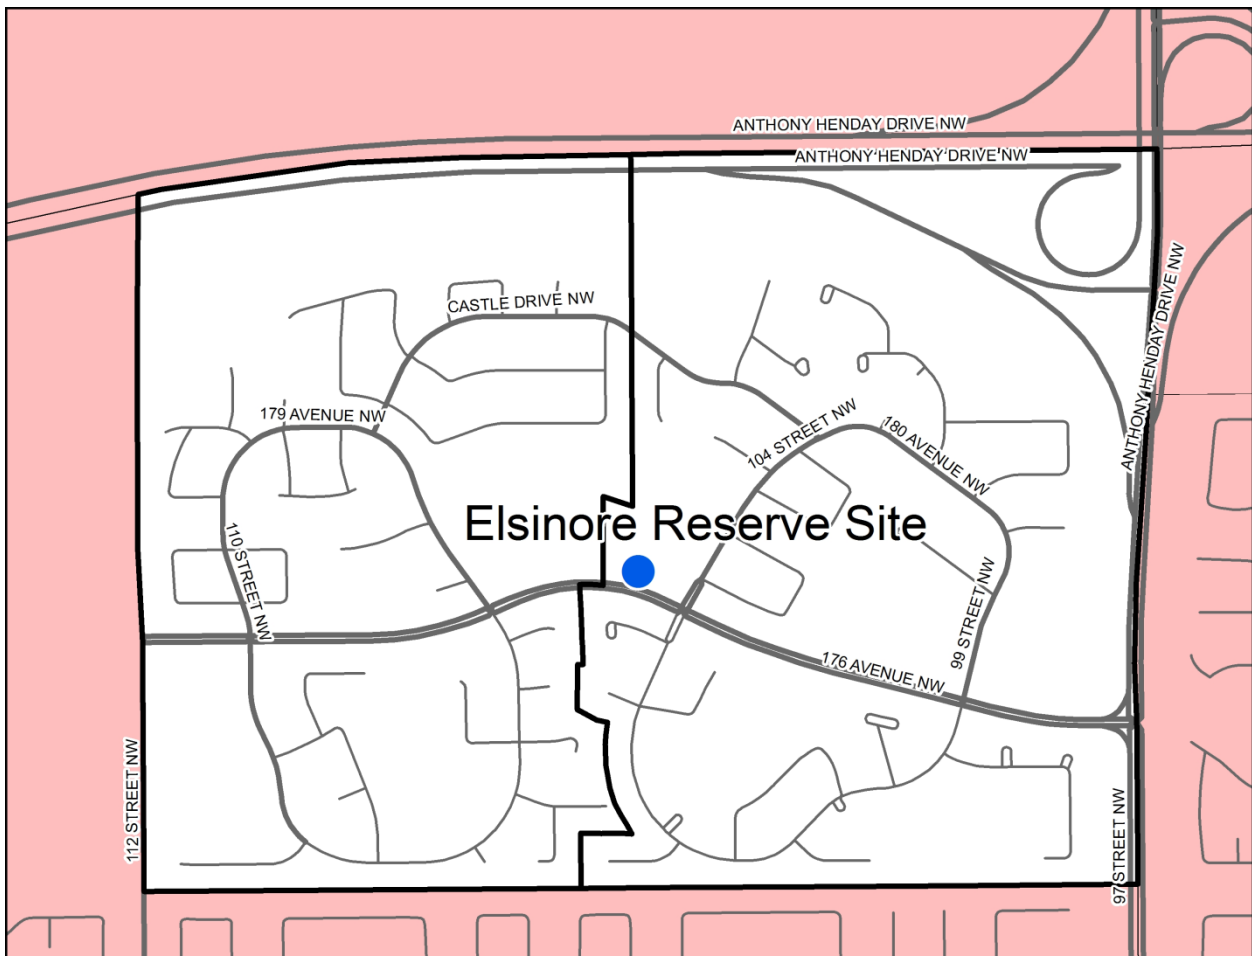 ANTHONY HENDAY DRIVE NW
ANTHONY HENDAY DRIVE NW
ANTHONY HENDAY DRIVE NW
CASTLE DRIVE NW
179 AVENUE NW
104 STREET NW
180 AVENUE NW
Elsinore Reserve Site
110 STREET NW
99 STREET NW
176 AVENUE NW
112 STREET NW
97 STREET NW